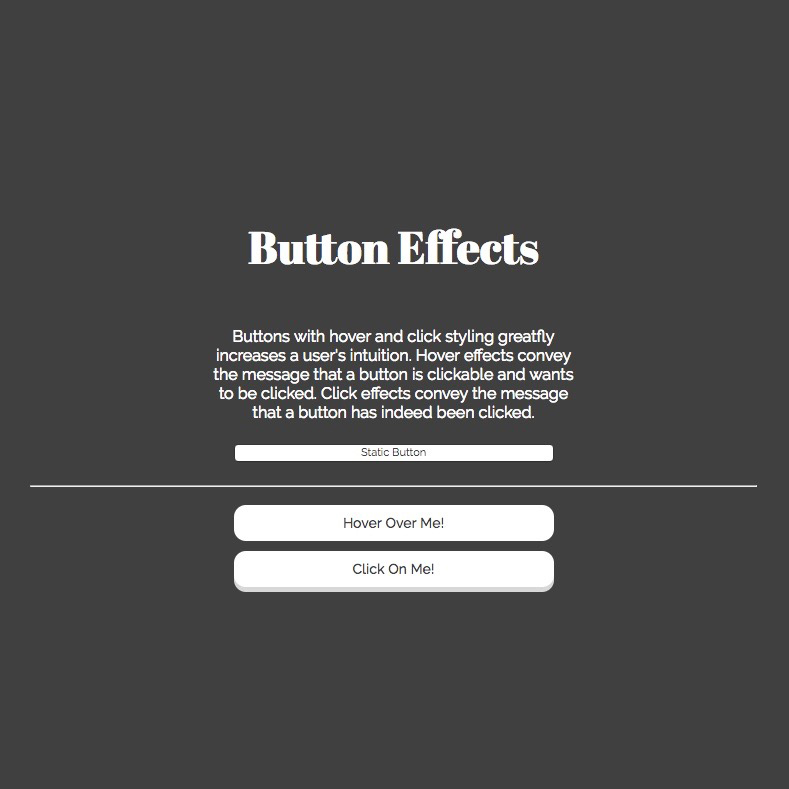 Button Effects
Buttons with hover and click styling greatfly
increases a user's intuition. Hover effects convey
the message that a button is clickable and wants
to be clicked. Click effects convey the message
that a button has indeed been clicked.
Static Button
Hover Over Me!
Click On Me!